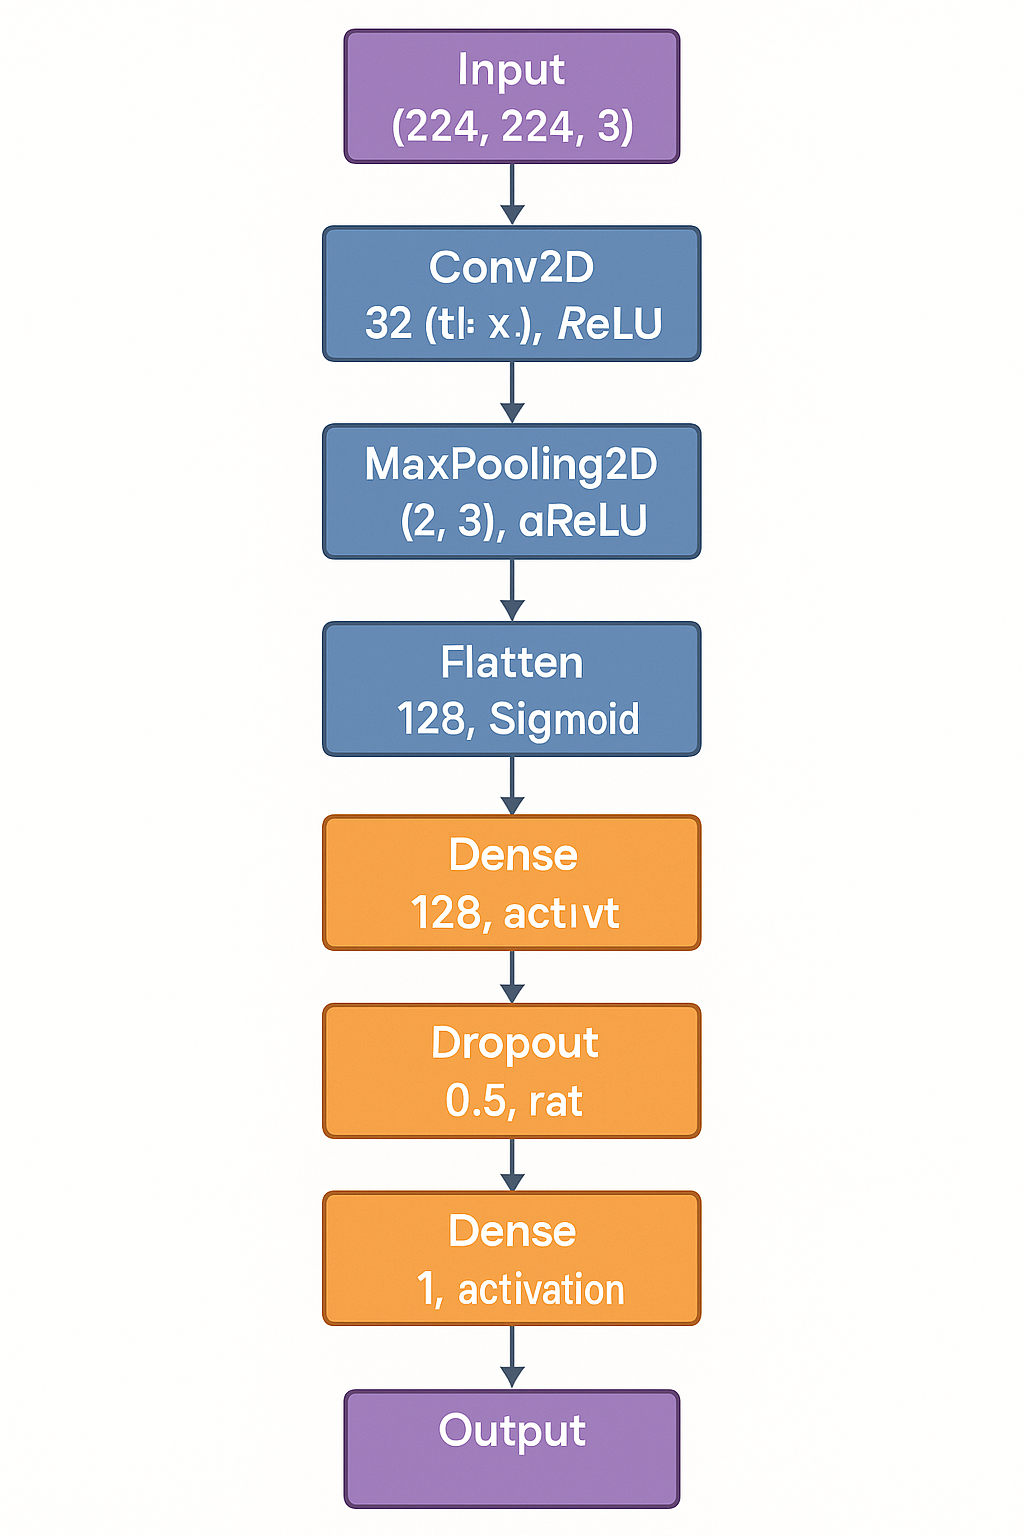 Input
(224, 224, 3)
Conv2D
32 (tl: x.), ReLU
MaxPooling2D
(2, 3), aReLU
Flatten
128, Sigmoid
Dense
128, actıvt
Dropout
0.5, rat
Dense
1, activation
Output